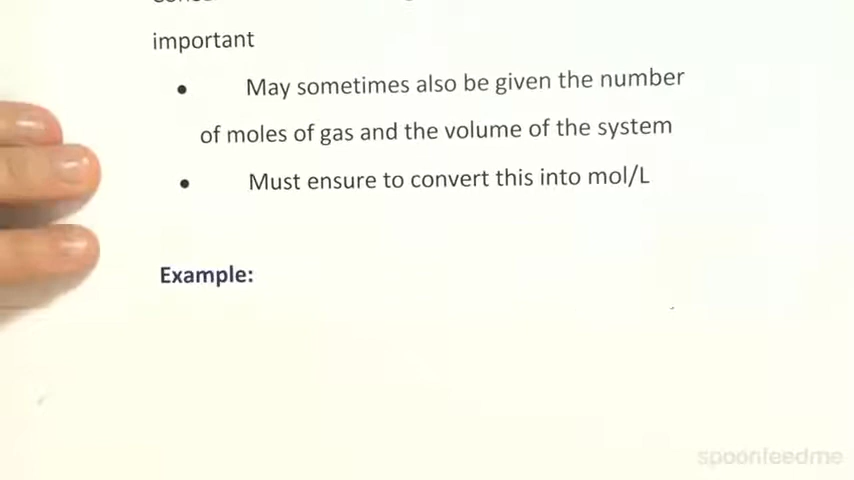 important
• May sometimes also be given the number
of moles of gas and the volume of the system
• Must ensure to convert this into mol/L
Example:
spoonfeedme